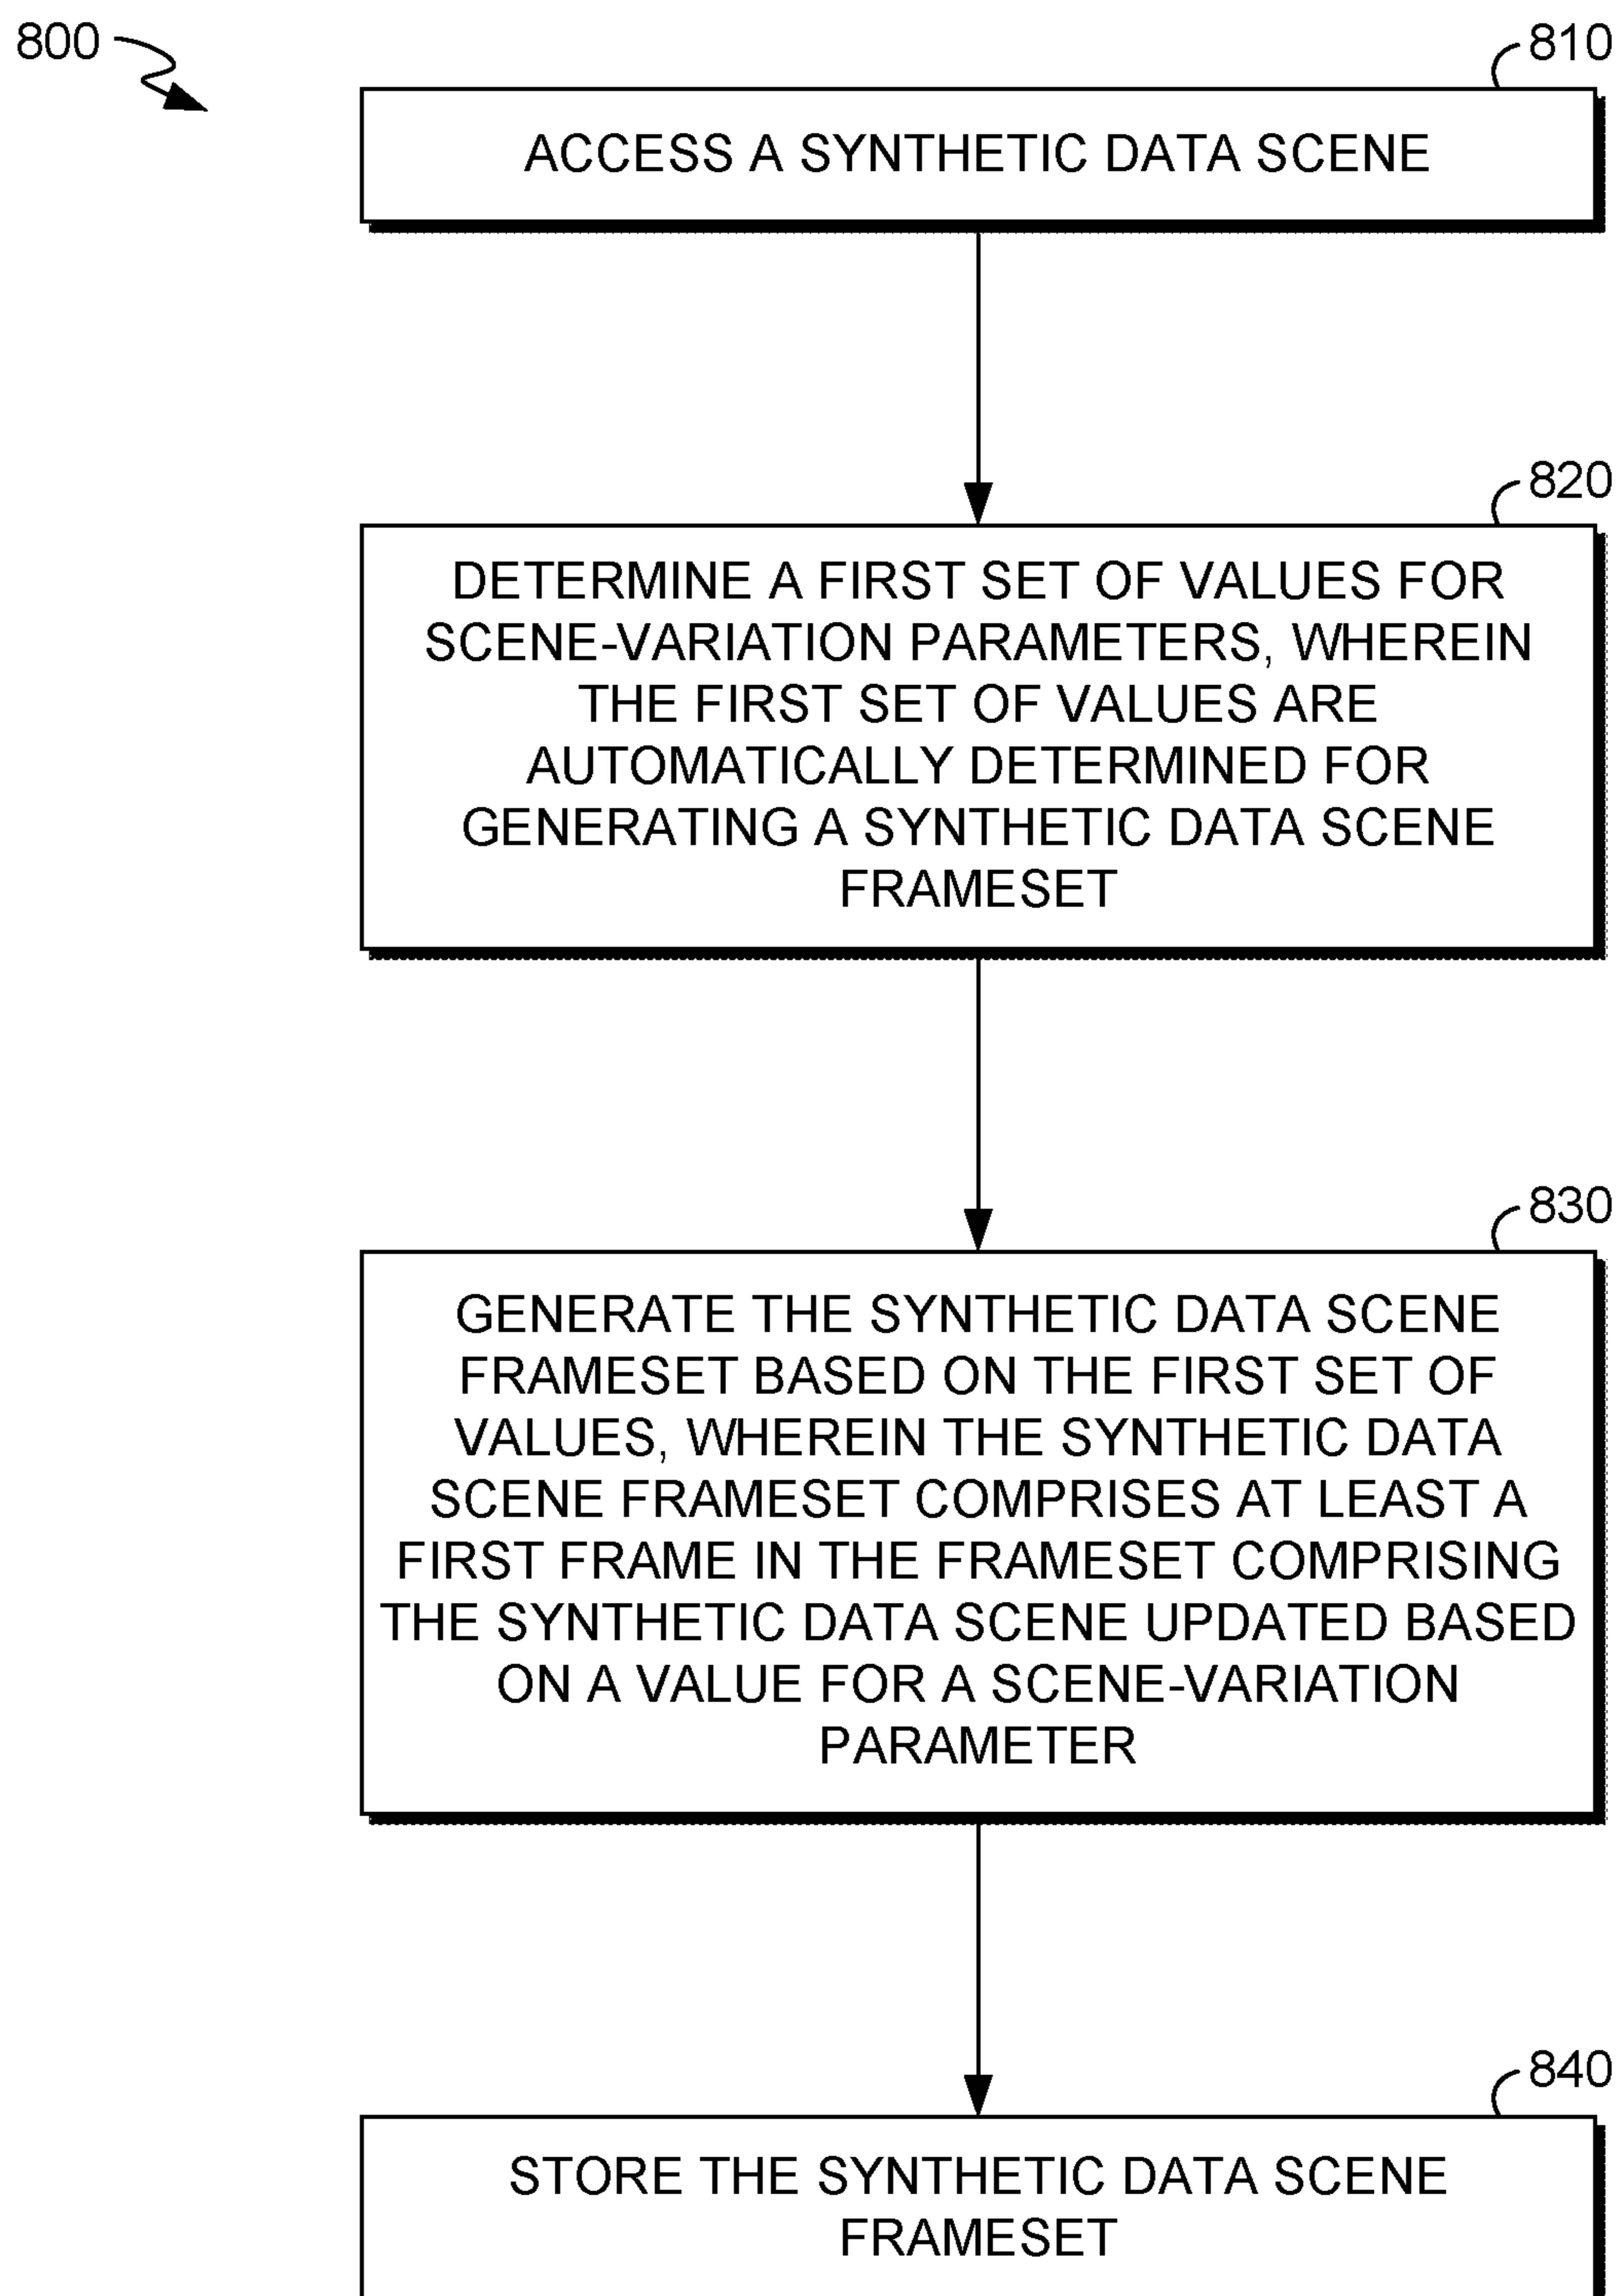 800
810
ACCESS A SYNTHETIC DATA SCENE
820
DETERMINE A FIRST SET OF VALUES FOR
SCENE-VARIATION PARAMETERS, WHEREIN
THE FIRST SET OF VALUES ARE
AUTOMATICALLY DETERMINED FOR
GENERATING A SYNTHETIC DATA SCENE
FRAMESET
830
GENERATE THE SYNTHETIC DATA SCENE
FRAMESET BASED ON THE FIRST SET OF
VALUES, WHEREIN THE SYNTHETIC DATA
SCENE FRAMESET COMPRISES AT LEAST A
FIRST FRAME IN THE FRAMESET COMPRISING
THE SYNTHETIC DATA SCENE UPDATED BASED
ON A VALUE FOR A SCENE-VARIATION
PARAMETER
840
STORE THE SYNTHETIC DATA SCENE
FRAMESET